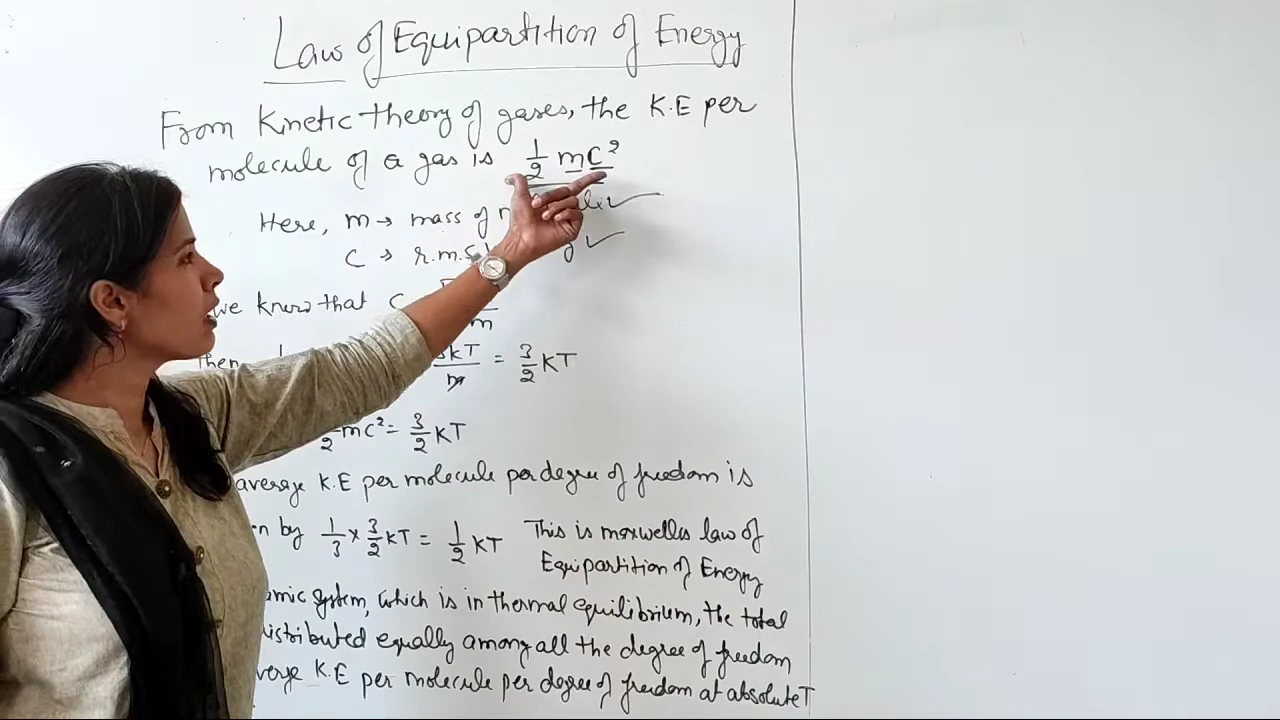 Law of Equipartition of Energy
From Kinetic theory of gases, the K.E per
molecule of a gas is 1/2 mc²
Here, m → mass of
c → r.m.s
we know that c
m
kT/m = 3/2 KT
mc² = 3/2 KT
average K.E per molecule per degree of freedom is
by 1/3 × 3/2 KT = 1/2 KT This is maxwells law of
Equipartition of Energy
system, which is in thermal equilibrium, the total
distributed equally among all the degree of freedom
K.E per molecule per degree of freedom at absolute T